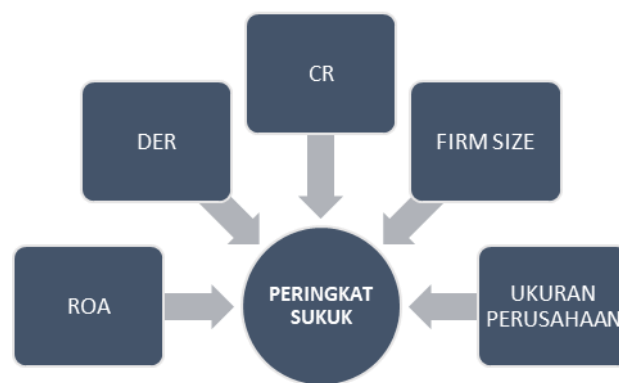 CR
DER
FIRM SIZE
ROA
PERINGKAT
SUKUK
UKURAN
PERUSAHAAN